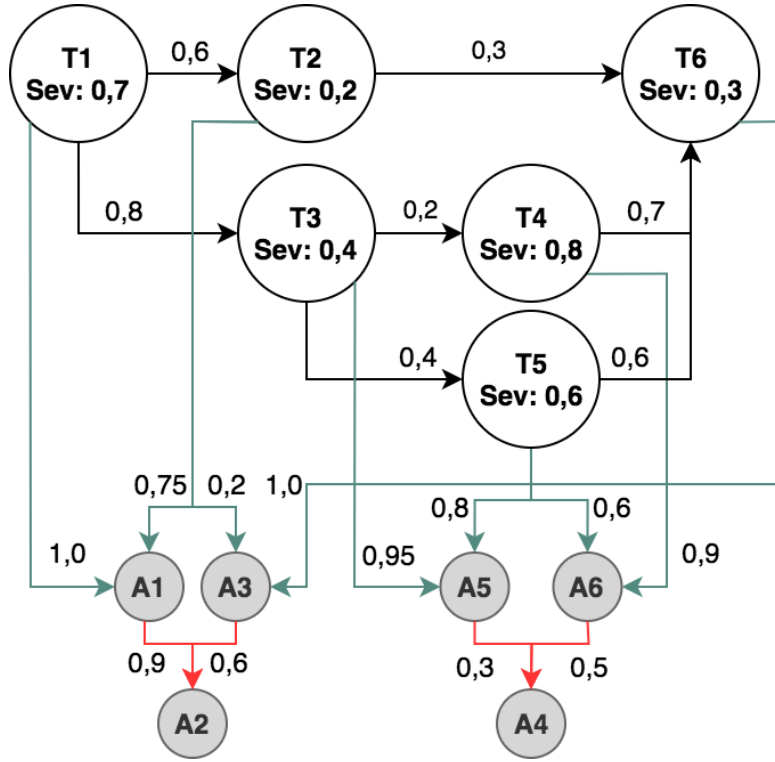 T1
Sev: 0,7
0,6
T2
Sev: 0,2
0,3
T6
Sev: 0,3
0,8
T3
Sev: 0,4
0,2
T4
Sev: 0,8
0,7
0,4
T5
Sev: 0,6
0,6
0,75
0,2
1,0
0,8
0,6
1,0
0,95
0,9
A1
A3
A5
A6
0,9
0,6
0,3
0,5
A2
A4